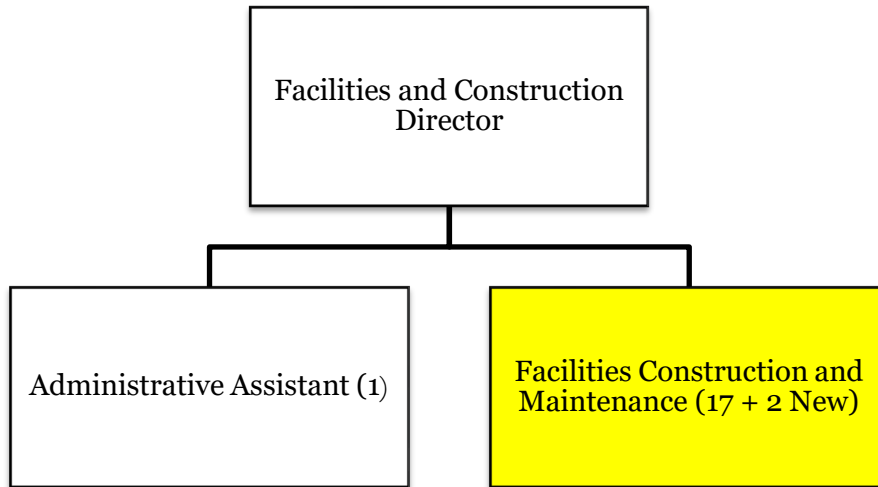 Facilities and Construction
Director
Administrative Assistant (1)
Facilities Construction and
Maintenance (17 + 2 New)